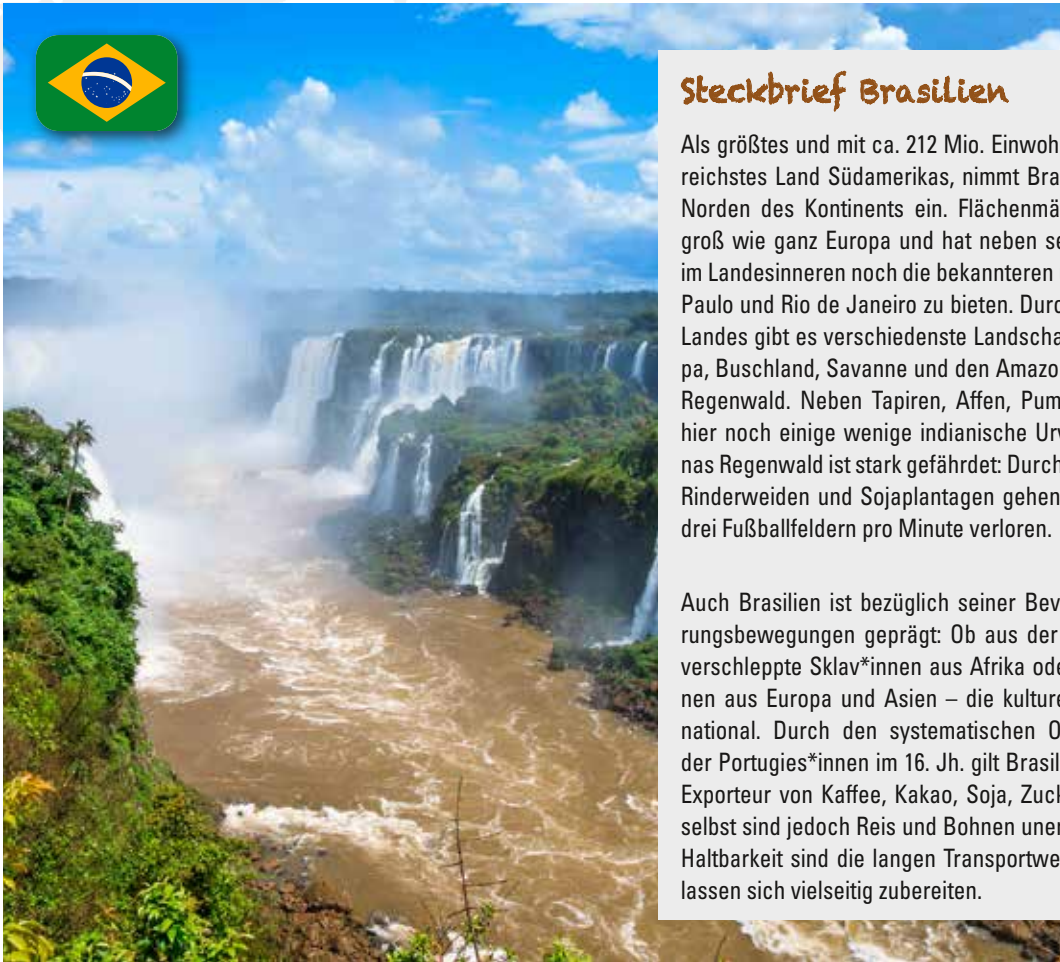 Steckbrief Brasilien
Als größtes und mit ca. 212 Mio. Einwoh
reichstes Land Südamerikas, nimmt Bra
Norden des Kontinents ein. Flächenmä
groß wie ganz Europa und hat neben se
im Landesinneren noch die bekannteren
Paulo und Rio de Janeiro zu bieten. Durc
Landes gibt es verschiedenste Landscha
pa, Buschland, Savanne und den Amazo
Regenwald. Neben Tapiren, Affen, Pum
hier noch einige wenige indianische Urv
nas Regenwald ist stark gefährdet: Durch
Rinderweiden und Sojaplantagen gehen
drei Fußballfeldern pro Minute verloren.
Auch Brasilien ist bezüglich seiner Bev
rungsbewegungen geprägt: Ob aus der
verschleppte Sklav*innen aus Afrika ode
nen aus Europa und Asien – die kulture
national. Durch den systematischen O
der Portugies*innen im 16. Jh. gilt Brasil
Exporteur von Kaffee, Kakao, Soja, Zuck
selbst sind jedoch Reis und Bohnen uner
Haltbarkeit sind die langen Transportwe
lassen sich vielseitig zubereiten.